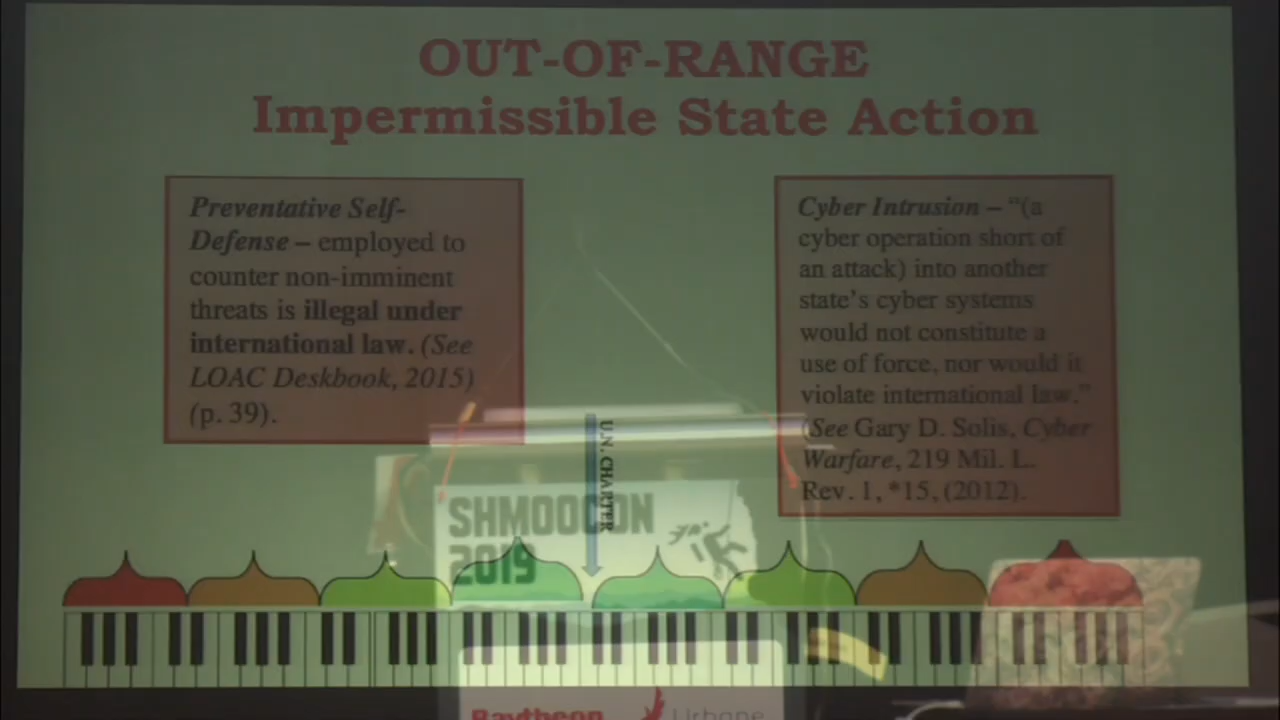 OUT-OF-RANGE
Impermissible State Action
Preventative Self-
Defense – employed to
counter non-imminent
threats is illegal under
international law. (See
LOAC Deskbook, 2015)
(p. 39).
Cyber Intrusion – “(a
cyber operation short of
an attack) into another
state’s cyber systems
would not constitute a
use of force, nor would it
violate international law.”
(See Gary D. Solis, Cyber
Warfare, 219 Mil. L.
Rev. 1, *15, (2012).
U.N. CHARTER
SHMOOCON
2019
Raytheon
Urbane